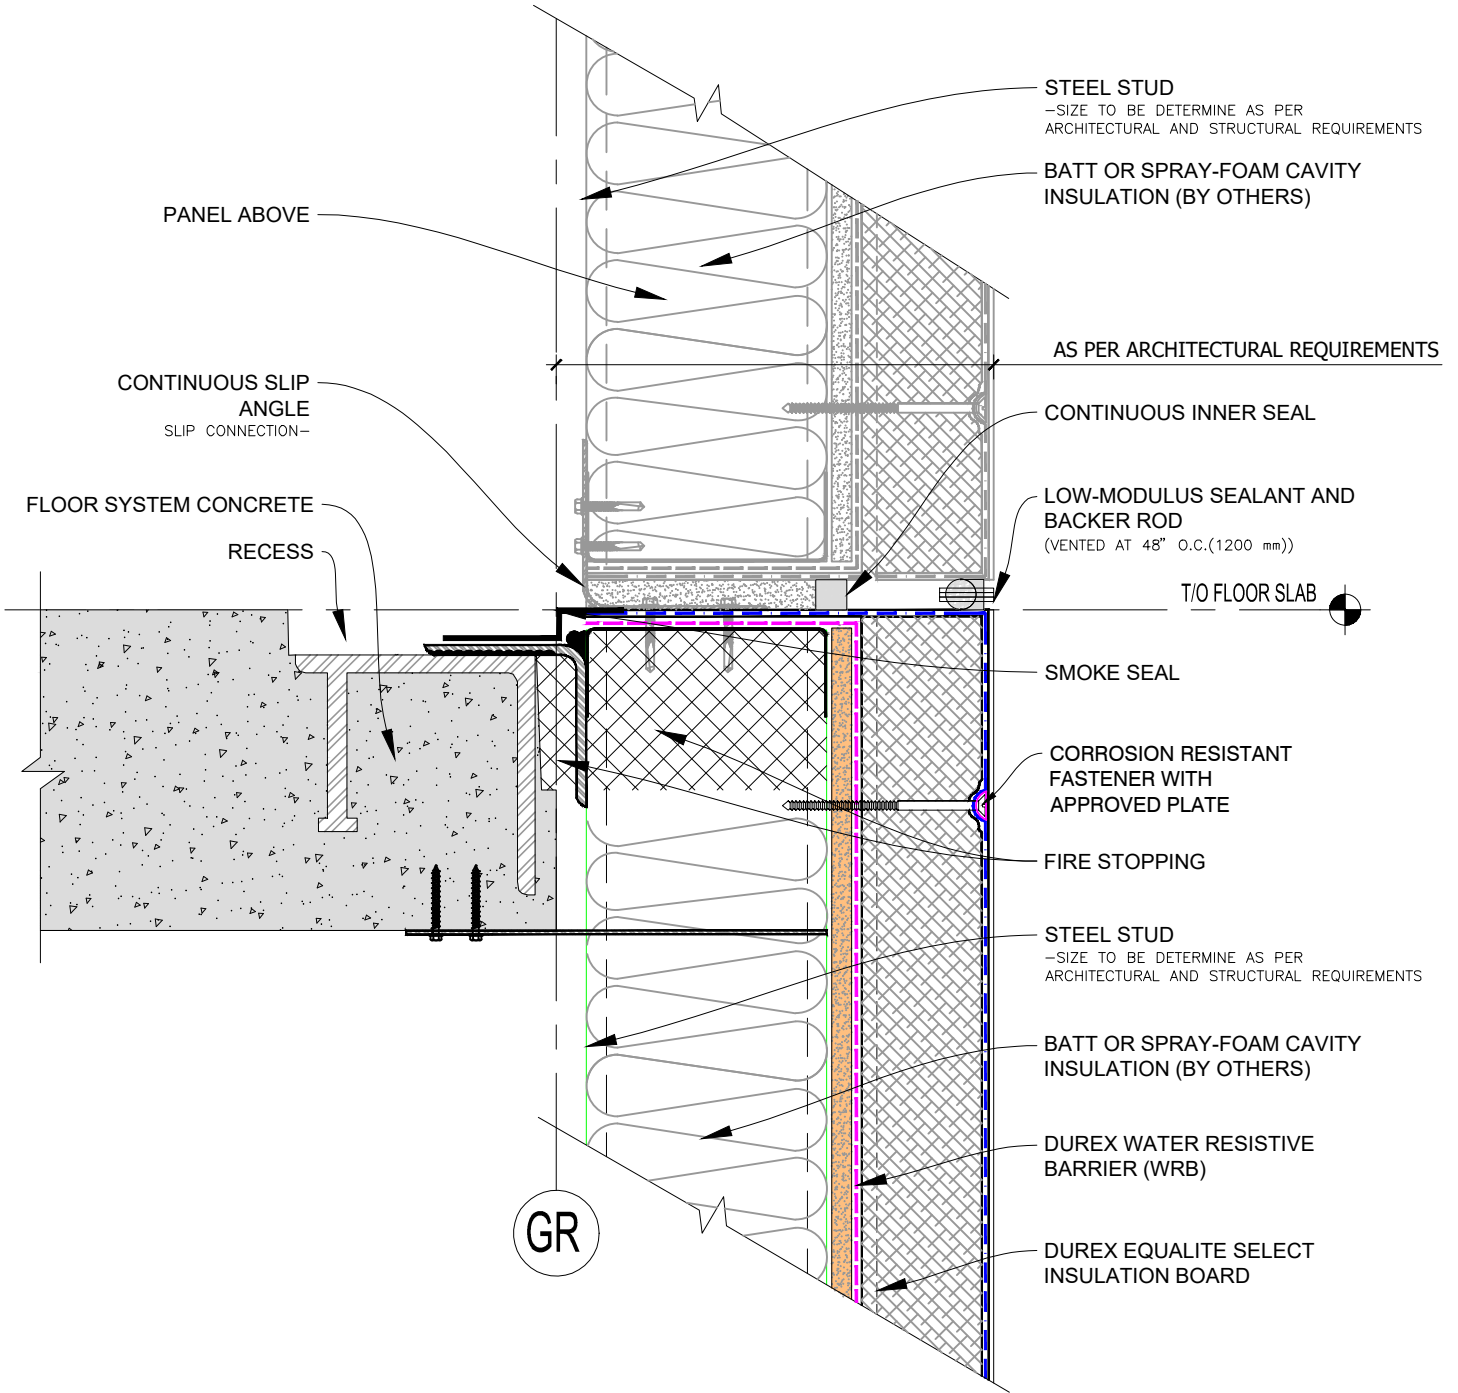 STEEL STUD
-SIZE TO BE DETERMINE AS PER
ARCHITECTURAL AND STRUCTURAL REQUIREMENTS
BATT OR SPRAY-FOAM CAVITY
INSULATION (BY OTHERS)
PANEL ABOVE
AS PER ARCHITECTURAL REQUIREMENTS
CONTINUOUS SLIP
ANGLE
SLIP CONNECTION-
CONTINUOUS INNER SEAL
FLOOR SYSTEM CONCRETE
RECESS
LOW-MODULUS SEALANT AND
BACKER ROD
(VENTED AT 48" O.C.(1200 mm))
T/O FLOOR SLAB
SMOKE SEAL
CORROSION RESISTANT
FASTENER WITH
APPROVED PLATE
FIRE STOPPING
STEEL STUD
-SIZE TO BE DETERMINE AS PER
ARCHITECTURAL AND STRUCTURAL REQUIREMENTS
BATT OR SPRAY-FOAM CAVITY
INSULATION (BY OTHERS)
DUREX WATER RESISTIVE
BARRIER (WRB)
GR
DUREX EQUALITE SELECT
INSULATION BOARD